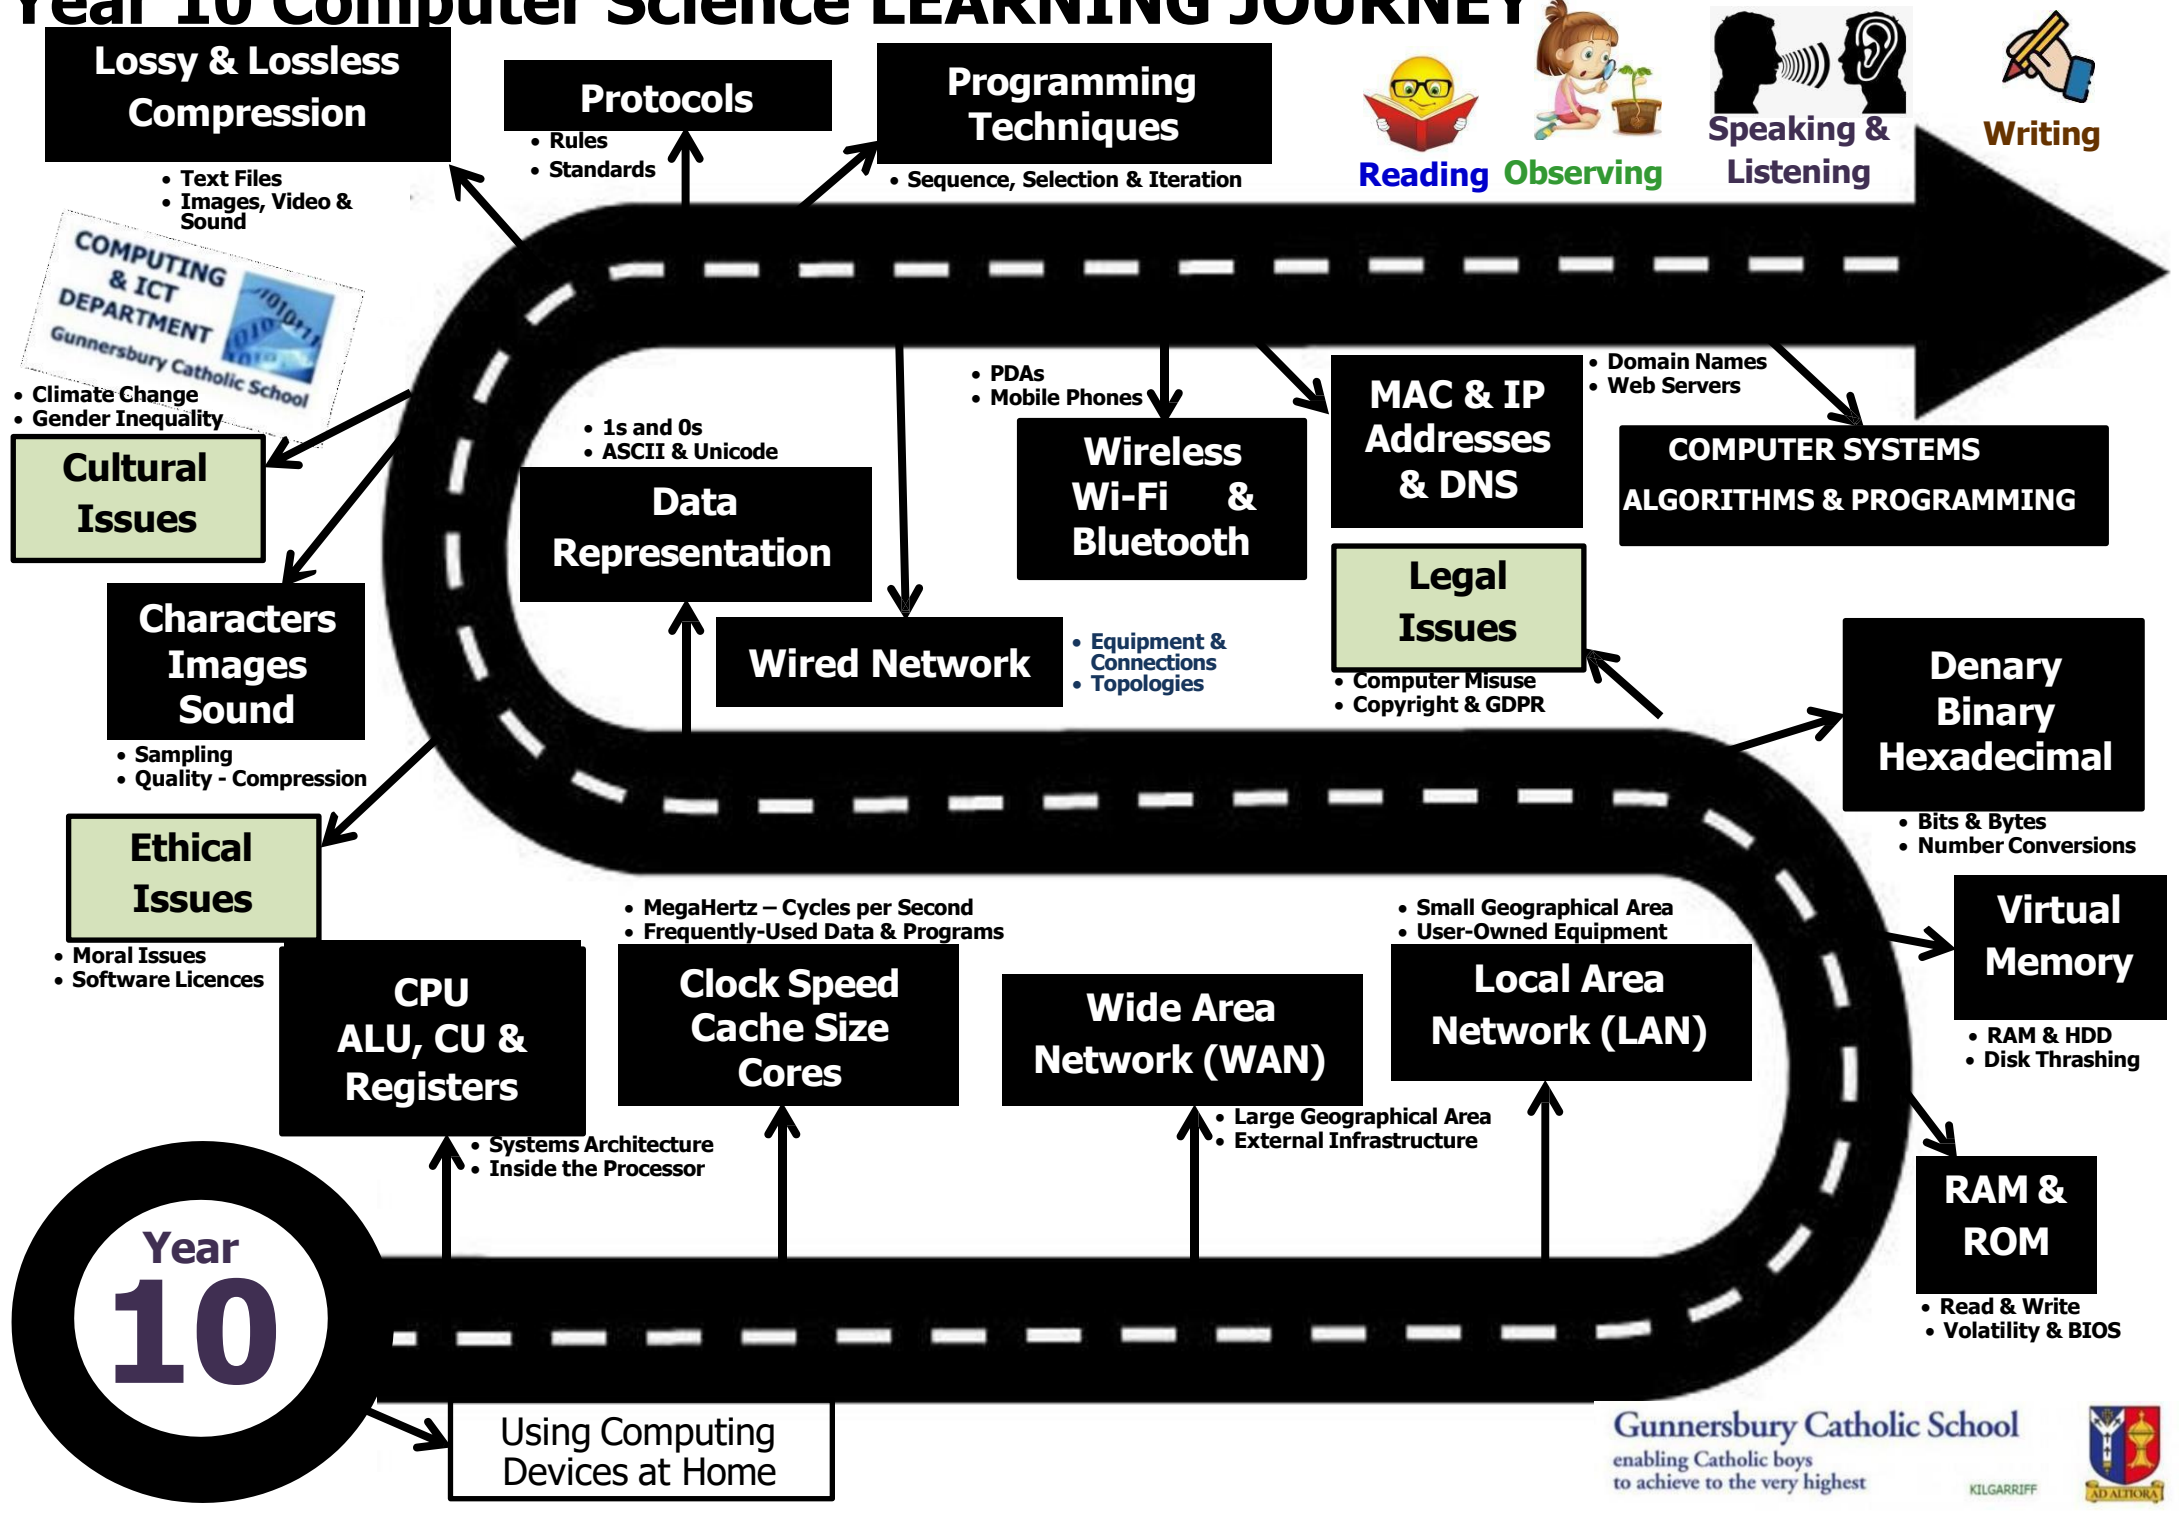 Year 10 Computer Science LEARNING JOURNEY
Lossy & Lossless
Compression
• Text Files
• Images, Video &
Sound
Protocols
• Rules
• Standards
Programming
Techniques
• Sequence, Selection & Iteration
Reading
Observing
Speaking &
Listening
Writing
COMPUTING
& ICT
DEPARTMENT
Gunnersbury Catholic School
• Climate Change
• Gender Inequality
Cultural
Issues
• 1s and 0s
• ASCII & Unicode
Data
Representation
• PDAs
• Mobile Phones
Wireless
Wi-Fi &
Bluetooth
MAC & IP
Addresses
& DNS
• Domain Names
• Web Servers
COMPUTER SYSTEMS
ALGORITHMS & PROGRAMMING
Characters
Images
Sound
• Sampling
• Quality - Compression
Wired Network
• Equipment &
Connections
• Topologies
Legal
Issues
• Computer Misuse
• Copyright & GDPR
Denary
Binary
Hexadecimal
• Bits & Bytes
• Number Conversions
Ethical
Issues
• Moral Issues
• Software Licences
CPU
ALU, CU &
Registers
• Systems Architecture
• Inside the Processor
• MegaHertz – Cycles per Second
• Frequently-Used Data & Programs
Clock Speed
Cache Size
Cores
Wide Area
Network (WAN)
• Large Geographical Area
• External Infrastructure
• Small Geographical Area
• User-Owned Equipment
Local Area
Network (LAN)
Virtual
Memory
• RAM & HDD
• Disk Thrashing
RAM &
ROM
• Read & Write
• Volatility & BIOS
Year
10
Using Computing
Devices at Home
Gunnersbury Catholic School
enabling Catholic boys
to achieve to the very highest
KILGARRIFF
AD ALTIORA